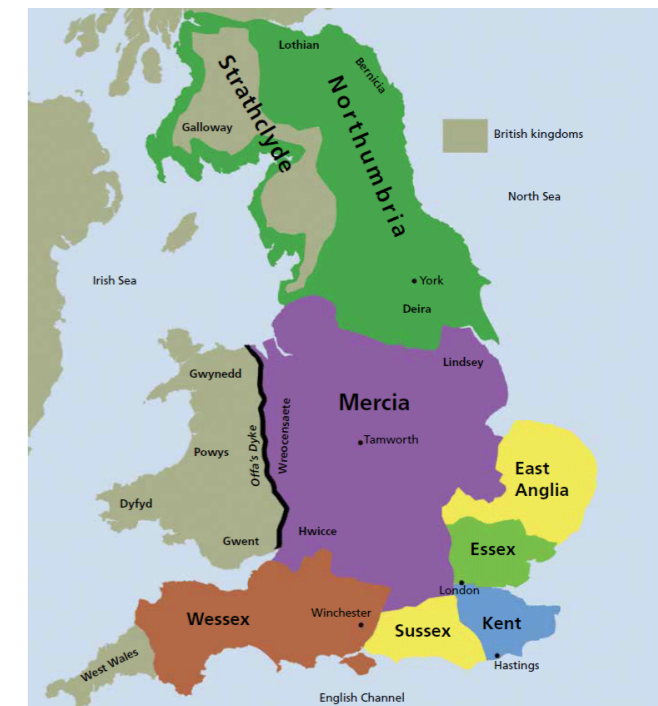 Lothian
Bernicia
Strathclyde
Northumbria
Galloway
British kingdoms
North Sea
Irish Sea
York
Deira
Lindsey
Gwynedd
Mercia
Offa's Dyke
Wreocensaete
Tamworth
Powys
East
Anglia
Dyfyd
Hwicce
Gwent
Essex
London
Wessex
Winchester
Sussex
Kent
West Wales
Hastings
English Channel